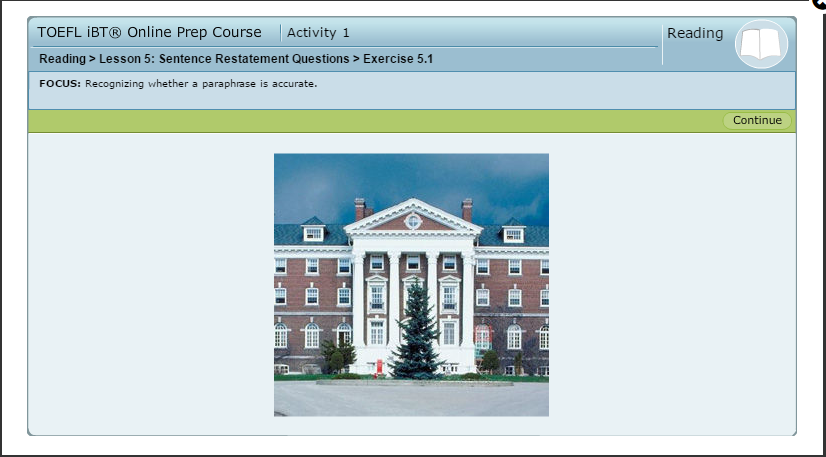 TOEFL iBT® Online Prep Course Activity 1
Reading
Reading > Lesson 5: Sentence Restatement Questions > Exercise 5.1
FOCUS: Recognizing whether a paraphrase is accurate.
Continue